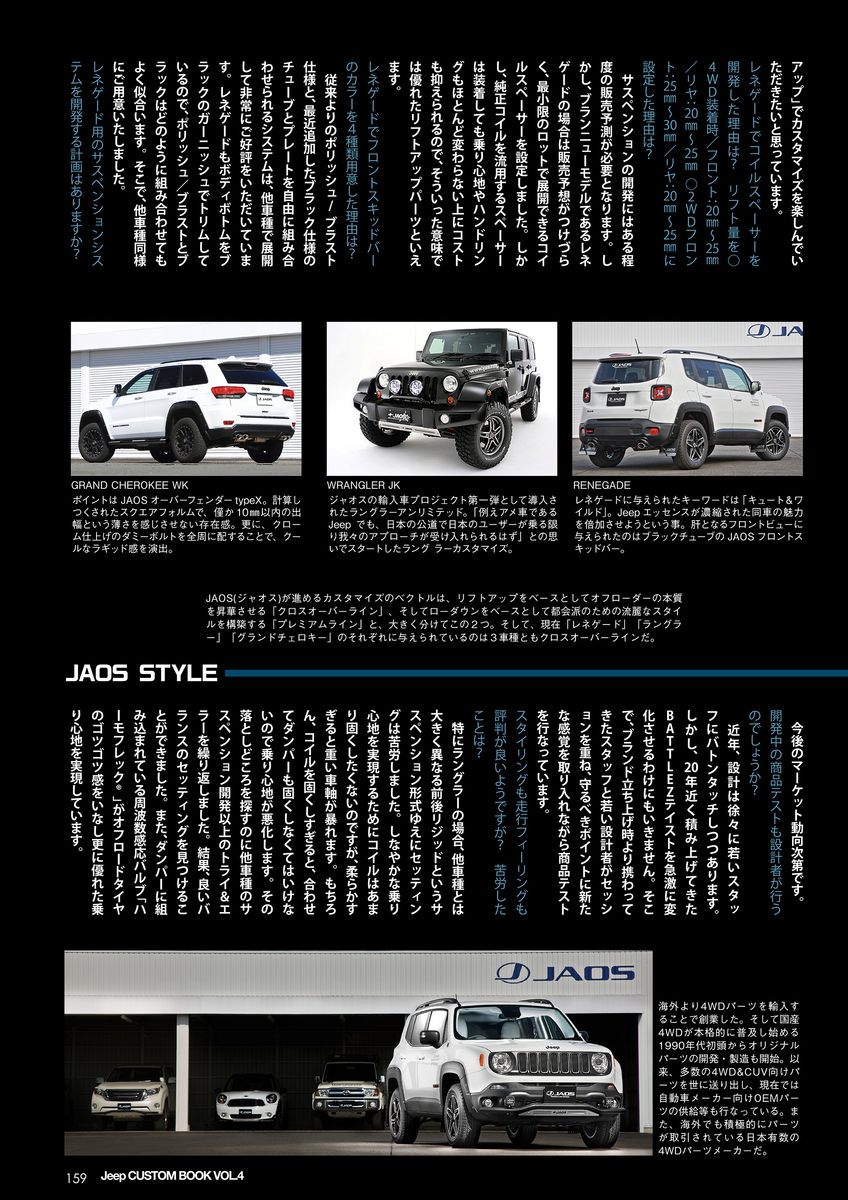 アップ」でカスタマイズを楽しんでい
ただきたいと思っています。
レネゲードでコイルスペーサーを
開発した理由は? リフト量を○
4WD装着時/フロント:20㎜〜25㎜
/リヤ:20㎜〜25㎜ ○2WDフロン
ト:25㎜〜30㎜/リヤ:20㎜〜25㎜に
設定した理由は?
サスペンションの開発にはある程
度の販売予測が必要となります。し
かし、ブランニューモデルであるレネ
ゲードの場合は販売予想がつけづら
く、最小限のロットで展開できるコイ
ルスペーサーを設定しました。しか
し、純正コイルを流用するスペーサー
は装着しても乗り心地やハンドリン
グもほとんど変わらない上にコスト
も抑えられるので、そういった意味で
は優れたリフトアップパーツといえ
ます。
レネゲードでフロントスキッドバー
のカラーを4種類用意した理由は?
従来よりのポリッシュ/ブラスト
仕様と、最近追加したブラック仕様の
チューブとプレートを自由に組み合
わせられるシステムは、他車種で展開
して非常にご好評をいただいていま
す。レネゲードもボディボトムをブ
ラックのガーニッシュでトリムして
いるので、ポリッシュ/ブラストとブ
ラックはどのように組み合わせても
よく似合います。そこで、他車種同様
にご用意いたしました。
レネゲード用のサスペンションシス
テムを開発する計画はありますか?
JAOS
GRAND CHEROKEE WK
ポイントは JAOS オーバーフェンダー typeX。計算し
つくされたスクエアフォルムで、僅か 10㎜以内の出
幅という薄さを感じさせない存在感。更に、クロー
ム仕上げのダミーボルトを全周に配することで、クー
ルなラギッド感を演出。
WRANGLER JK
ジャオスの輸入車プロジェクト第一弾として導入さ
れたラングラーアンリミテッド。「例えアメ車である
Jeep でも、日本の公道で日本のユーザーが乗る限
り我々のアプローチが受け入れられるはず」との思
いでスタートしたラング ラーカスタマイズ。
RENEGADE
レネゲードに与えられたキーワードは「キュート&ワ
イルド」。Jeep エッセンスが濃縮された同車の魅力
を倍加させようという事。肝となるフロントビューに
与えられたのはブラックチューブの JAOS フロントス
キッドバー。
JAOS(ジャオス)が進めるカスタマイズのベクトルは、リフトアップをベースとしてオフローダーの本質
を昇華させる「クロスオーバーライン」、そしてローダウンをベースとして都会派のための流麗なスタイ
ルを構築する「プレミアムライン」と、大きく分けてこの2つ。そして、現在「レネゲード」「ラングラ
ー」「グランドチェロキー」のそれぞれに与えられているのは3車種ともクロスオーバーラインだ。
JAOS STYLE
今後のマーケット動向次第です。
開発中の商品テストも設計者が行う
のでしょうか?
近年、設計は徐々に若いスタッ
フにバトンタッチしつつあります。
しかし、20年近く積み上げてきた
BATTLEZテイストを急激に変
化させるわけにもいきません。そこ
で、ブランド立ち上げ時より携わって
きたスタッフと若い設計者がセッシ
ョンを重ね、守るべきポイントに新た
な感覚を取り入れながら商品テスト
を行なっています。
スタイリングも走行フィーリングも
評判が良いようですが? 苦労した
ことは?
特にラングラーの場合、他車種とは
大きく異なる前後リジッドというサ
スペンション形式ゆえにセッティン
グは苦労しました。しなやかな乗り
心地を実現するためにコイルはあま
り固くしたくないのですが、柔らかす
ぎると重い車軸が暴れます。もちろ
ん、コイルを固くしすぎると、合わせ
てダンパーも固くしなくてはいけな
いので乗り心地が悪化します。その
落としどころを探すのに他車種のサ
スペンション開発以上のトライ&エ
ラーを繰り返しました。結果、良いバ
ランスのセッティングを見つけるこ
とができました。また、ダンパーに組
み込まれている周波数感応バルブ「ハ
ーモフレック®」がオフロードタイヤ
のゴツゴツ感をいなし更に優れた乗
り心地を実現しています。
JAOS
Jeep
JAOS
海外より4WDパーツを輸入す
ることで創業した。そして国産
4WDが本格的に普及し始める
1990年代初頭からオリジナル
パーツの開発・製造も開始。以
来、多数の4WD&CUV向けパ
ーツを世に送り出し、現在では
自動車メーカー向けOEMパー
ツの供給等も行なっている。ま
た、海外でも積極的にパーツ
が取引されている日本有数の
4WDパーツメーカーだ。
159 Jeep CUSTOM BOOK VOL.4